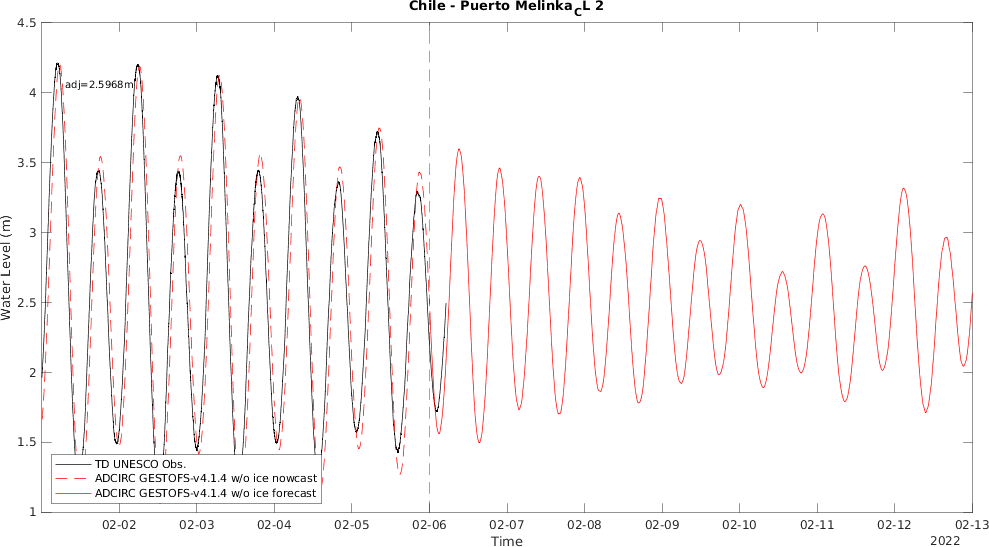 Chile - Puerto MelinkaCL 2
4.5
4
3.5
3
2.5
2
1.5
1
Water Level (m)
adj=2.5968m
TD UNESCO Obs.
ADCIRC GESTOFS-v4.1.4 w/o ice nowcast
ADCIRC GESTOFS-v4.1.4 w/o ice forecast
02-02 02-03 02-04 02-05 02-06 02-07 02-08 02-09 02-10 02-11 02-12 02-13
Time
2022